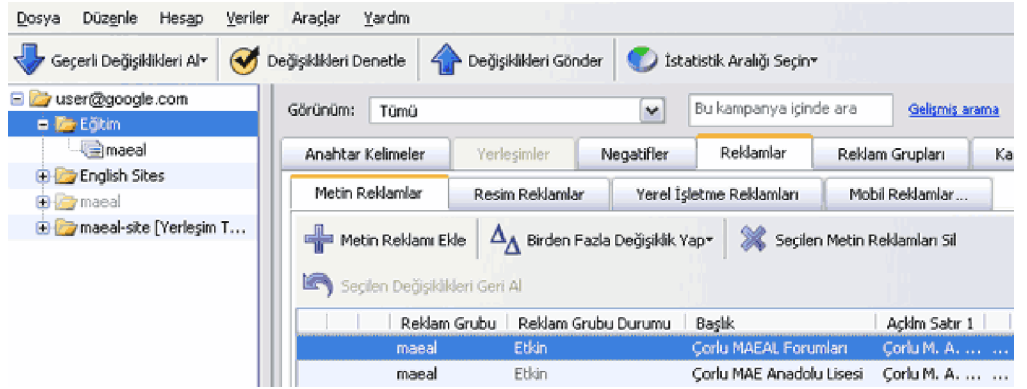 Dosya Düzenle Hesap Veriler Araçlar Yardım
Geçerli Değişiklikleri Al Değişiklikleri Denetle Değişiklikleri Gönder İstatistik Aralığı Seçin
user@google.com
Eğitim
maeal
English Sites
maeal
maeal-site [Yerleşim T...
Görünüm: Tümü Bu kampanya içinde ara Gelişmiş arama
Anahtar Kelimeler Yerleşimler Negatifler Reklamlar Reklam Grupları Ka
Metin Reklamlar Resim Reklamlar Yerel İşletme Reklamları Mobil Reklamlar...
Metin Reklamı Ekle Birden Fazla Değişiklik Yap Seçilen Metin Reklamları Sil
Seçilen Değişiklikleri Geri Al
Reklam Grubu Reklam Grubu Durumu Başlık Açklm Satır 1
maeal Etkin Çorlu MAEAL Forumları Çorlu M. A. ... ...
maeal Etkin Çorlu MAE Anadolu Lisesi Çorlu M. A. ... ...